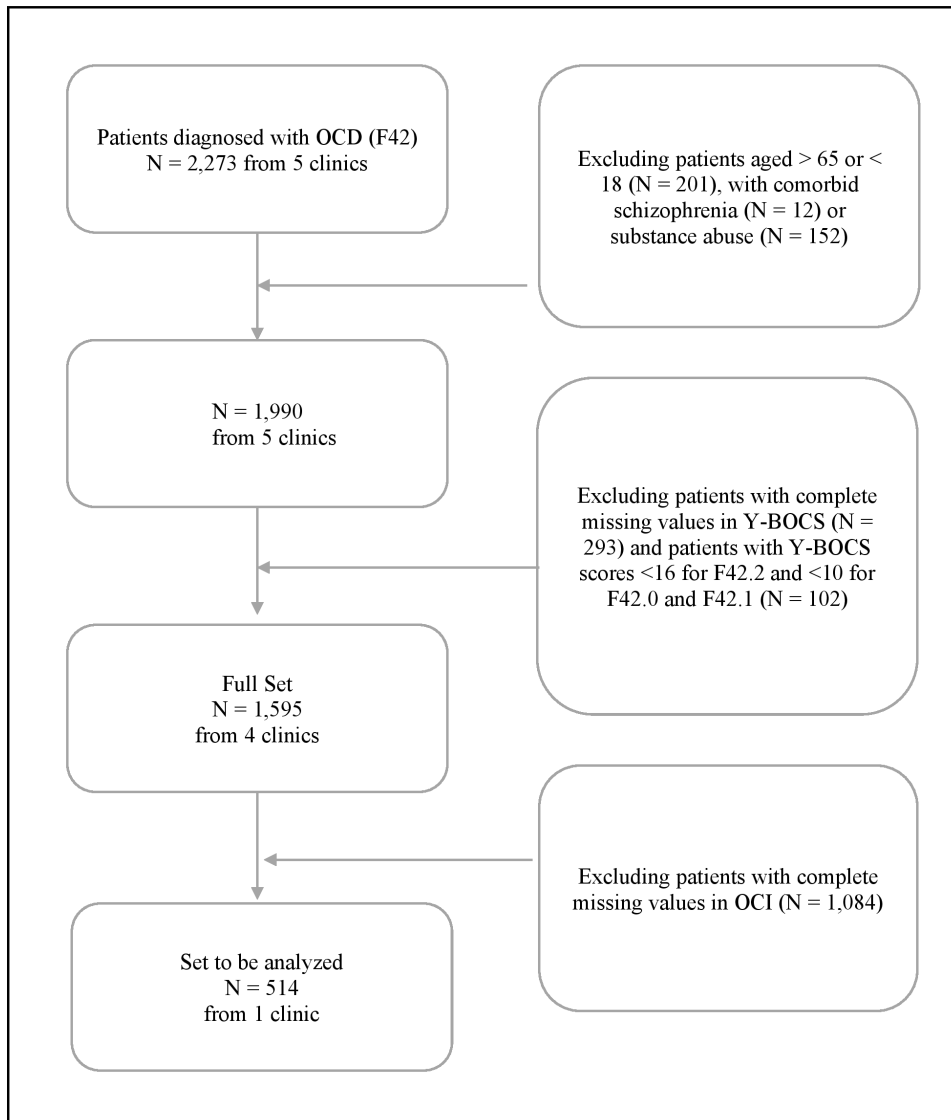 Patients diagnosed with OCD (F42)
N = 2,273 from 5 clinics
Excluding patients aged > 65 or <
18 (N = 201), with comorbid
schizophrenia (N = 12) or
substance abuse (N = 152)
N = 1,990
from 5 clinics
Excluding patients with complete
missing values in Y-BOCS (N =
293) and patients with Y-BOCS
scores <16 for F42.2 and <10 for
F42.0 and F42.1 (N = 102)
Full Set
N = 1,595
from 4 clinics
Excluding patients with complete
missing values in OCI (N = 1,084)
Set to be analyzed
N = 514
from 1 clinic